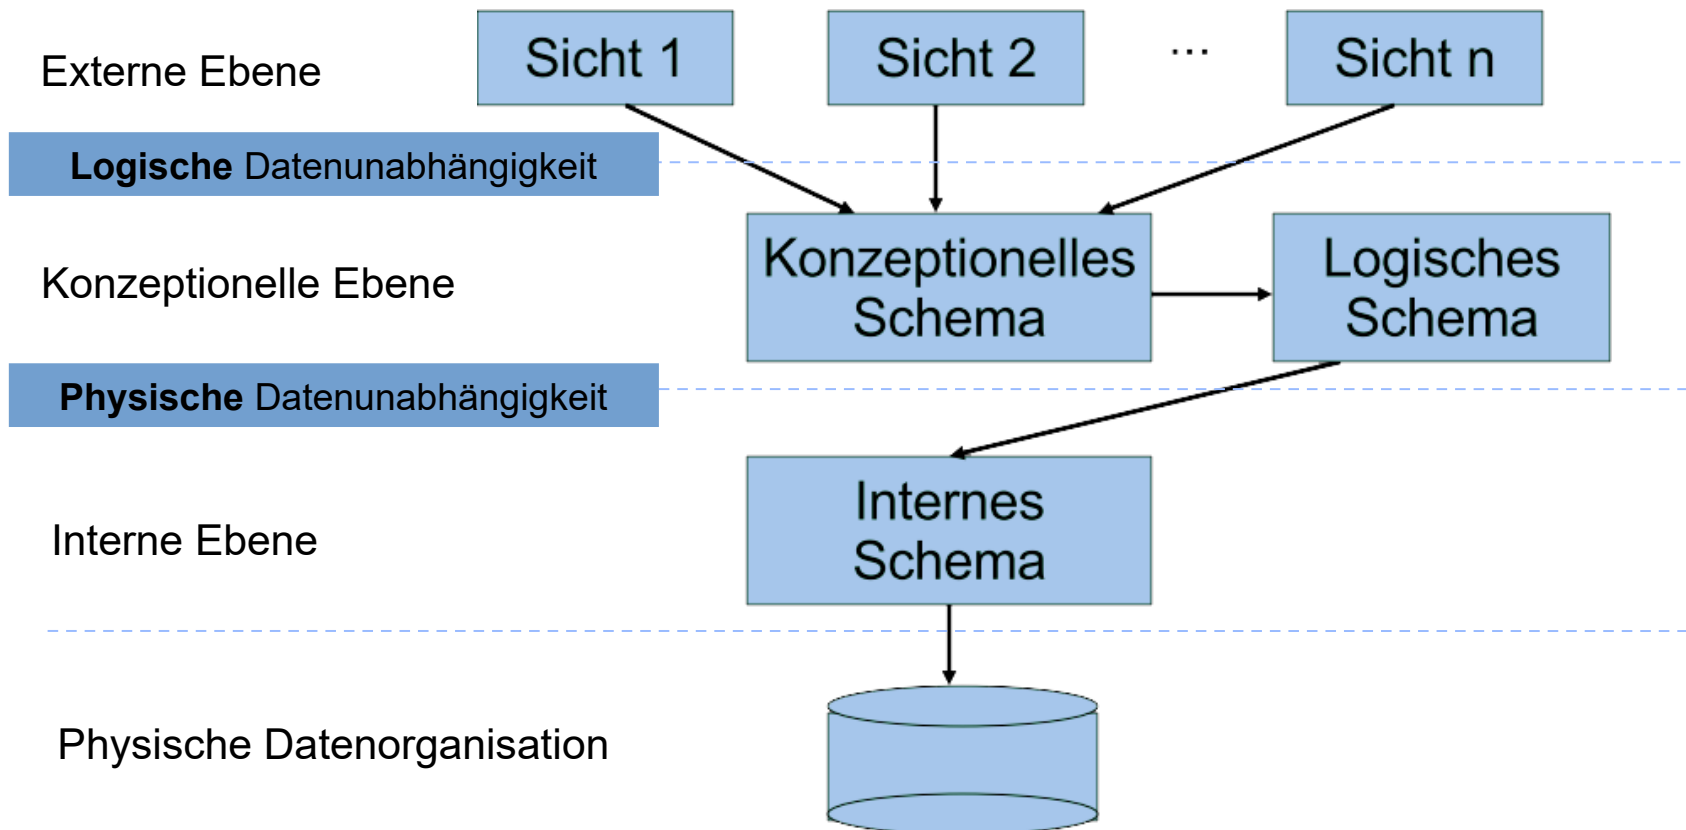 Externe Ebene
Sicht 1
Sicht 2
...
Sicht n
Logische Datenunabhängigkeit
Konzeptionelle Ebene
Konzeptionelles
Schema
Logisches
Schema
Physische Datenunabhängigkeit
Interne Ebene
Internes
Schema
Physische Datenorganisation